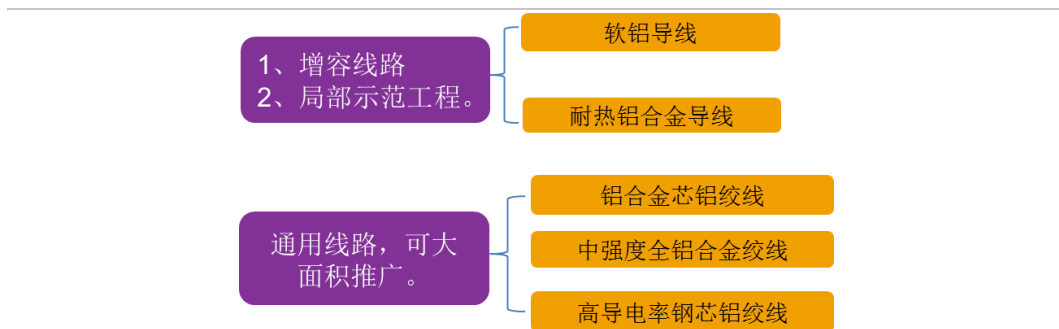 1、增容线路
2、局部示范工程。
软铝导线
耐热铝合金导线
通用线路，可大
面积推广。
铝合金芯铝绞线
中强度全铝合金绞线
高导电率钢芯铝绞线